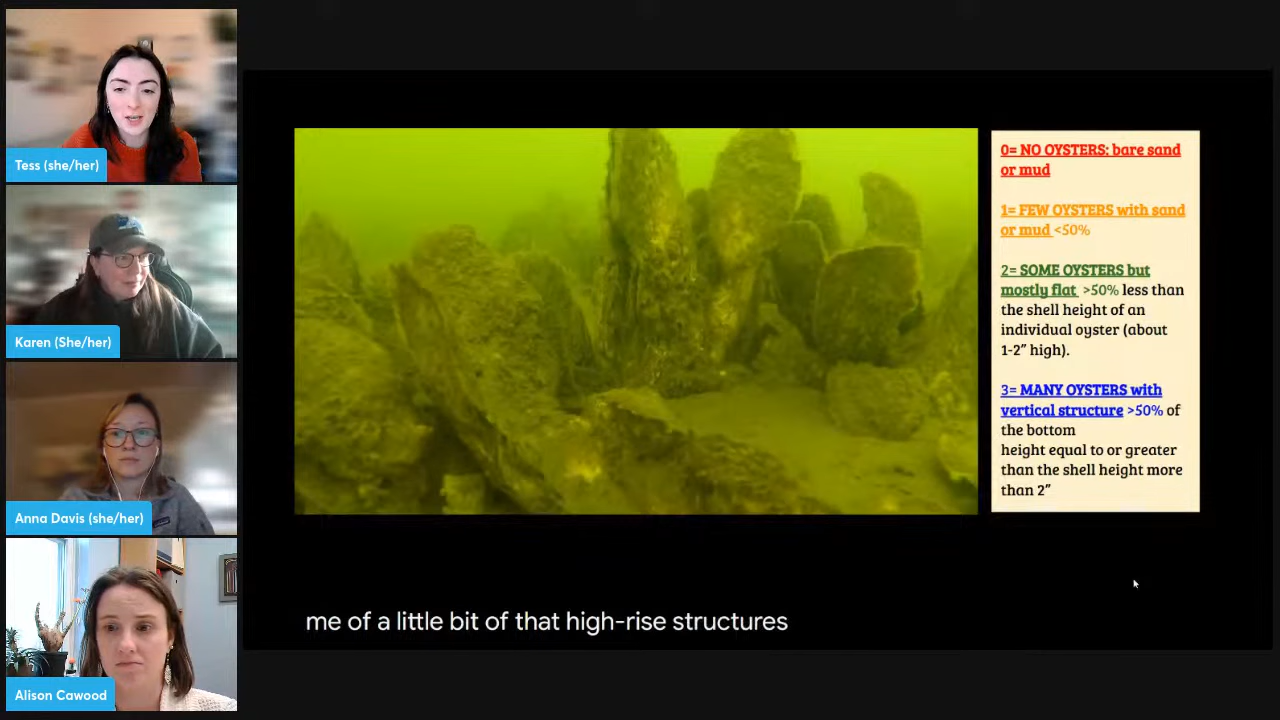 Tess (she/her)
Karen (She/her)
Anna Davis (she/her)
Alison Cawood
0= NO OYSTERS: bare sand
or mud
1= FEW OYSTERS with sand
or mud <50%
2= SOME OYSTERS but
mostly flat >50% less than
the shell height of an
individual oyster (about
1-2” high).
3= MANY OYSTERS with
vertical structure >50% of
the bottom
height equal to or greater
than the shell height more
than 2”
me of a little bit of that high-rise structures